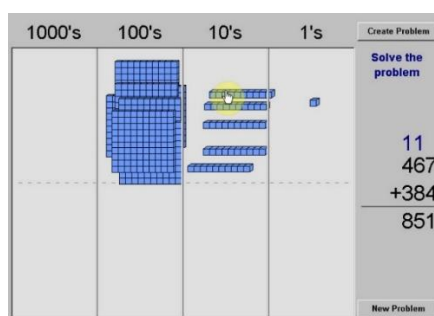 1000's 100's 10's 1's
Create Problem
Solve the
problem
11
467
+384
851
New Problem